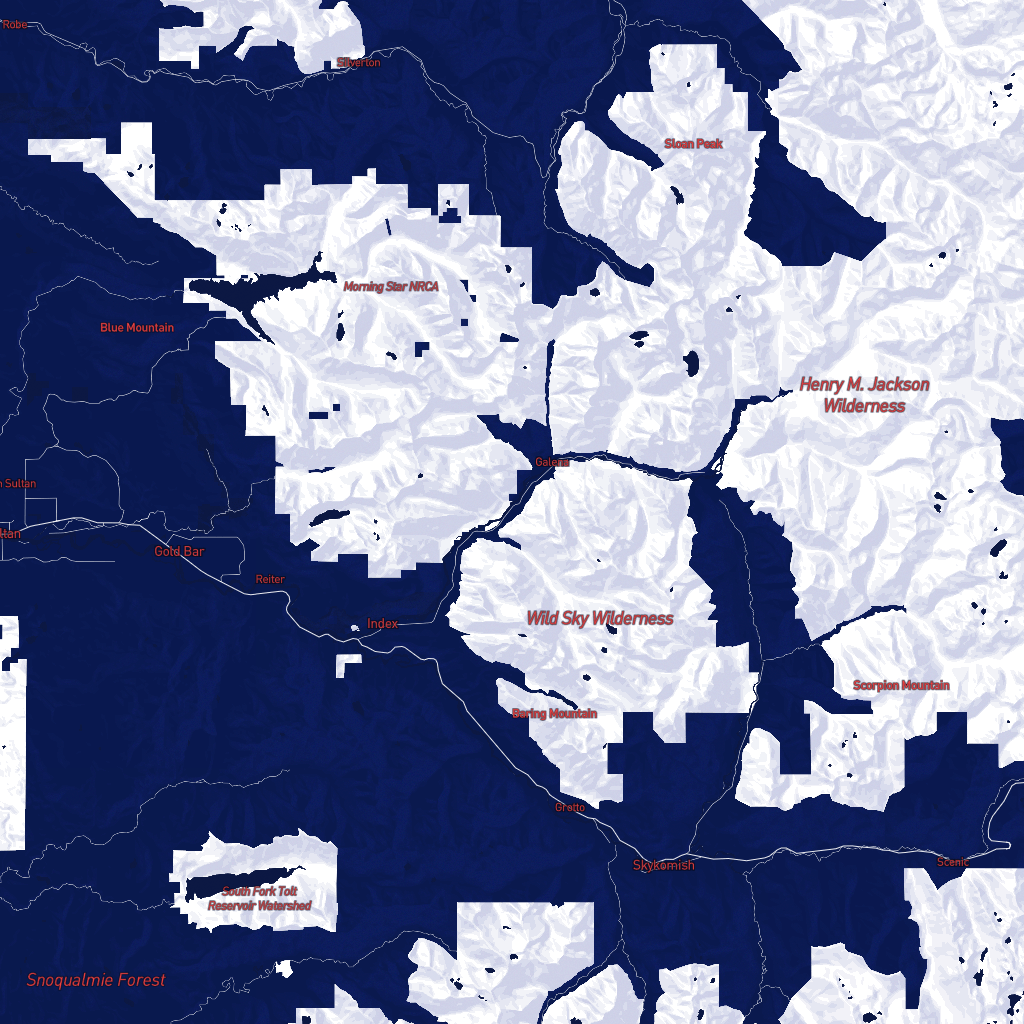 Robe
Silverton
Sloan Peak
Morning Star NRCA
Blue Mountain
Henry M. Jackson
Wilderness
Galena
n Sultan
ltan
Gold Bar
Reiter
Index
Wild Sky Wilderness
Scorpion Mountain
Baring Mountain
Grotto
Skykomish
Scenic
South Fork Tolt
Reservoir Watershed
Snoqualmie Forest